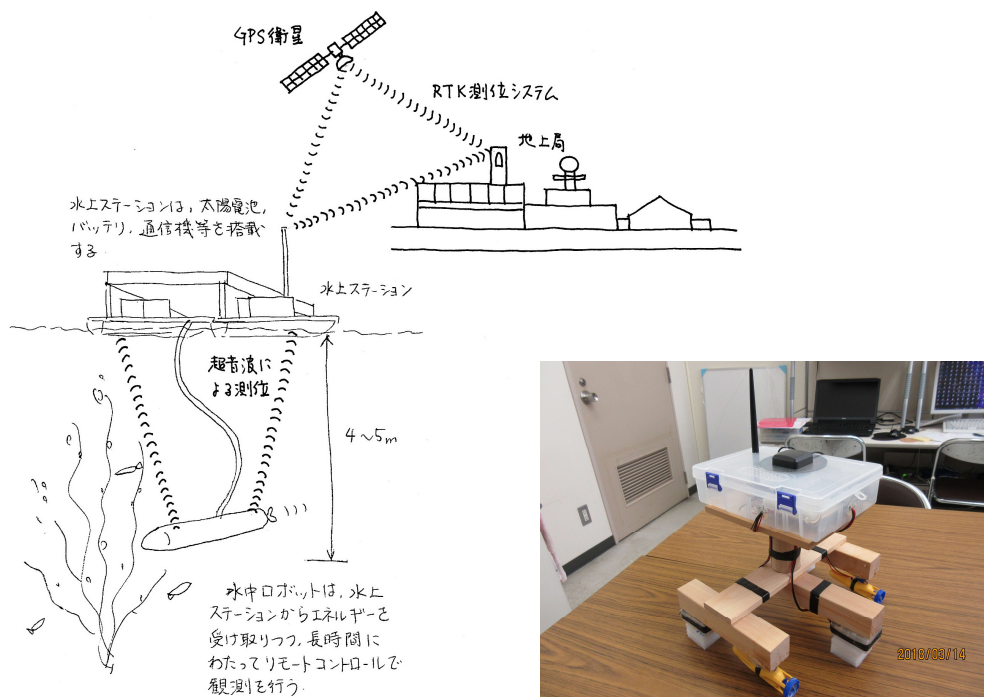 GPS衛星
RTK測位システム
地上局
水上ステーションは、太陽電池、
バッテリ、通信機等を搭載
する
水上ステーション
超音波に
よる測位
4〜5m
水中ロボットは、水上
ステーションからエネルギーを
受け取りつつ、長時間に
わたってリモートコントロールで
観測を行う.
2018/03/14